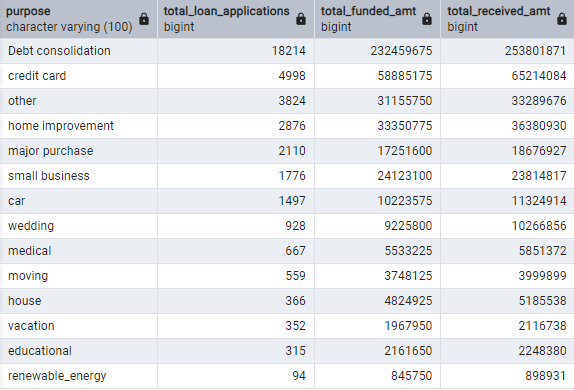 purpose total_loan_applications total_funded_amt total_received_amt
character varying (100) bigint bigint bigint
Debt consolidation 18214 232459675 253801871
credit card 4998 58885175 65214084
other 3824 31155750 33289676
home improvement 2876 33350775 36380930
major purchase 2110 17251600 18676927
small business 1776 24123100 23814817
car 1497 10223575 11324914
wedding 928 9225800 10266856
medical 667 5533225 5851372
moving 559 3748125 3999899
house 366 4824925 5185538
vacation 352 1967950 2116738
educational 315 2161650 2248380
renewable_energy 94 845750 898931